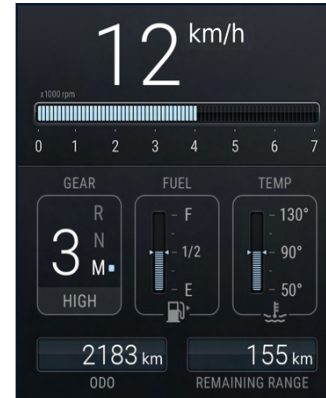 12 km/h
x1000 rpm
0 1 2 3 4 5 6 7
GEAR FUEL TEMP
R F 130°
3 N 1/2 90°
M E 50°
HIGH
2183 km 155 km
ODO REMAINING RANGE